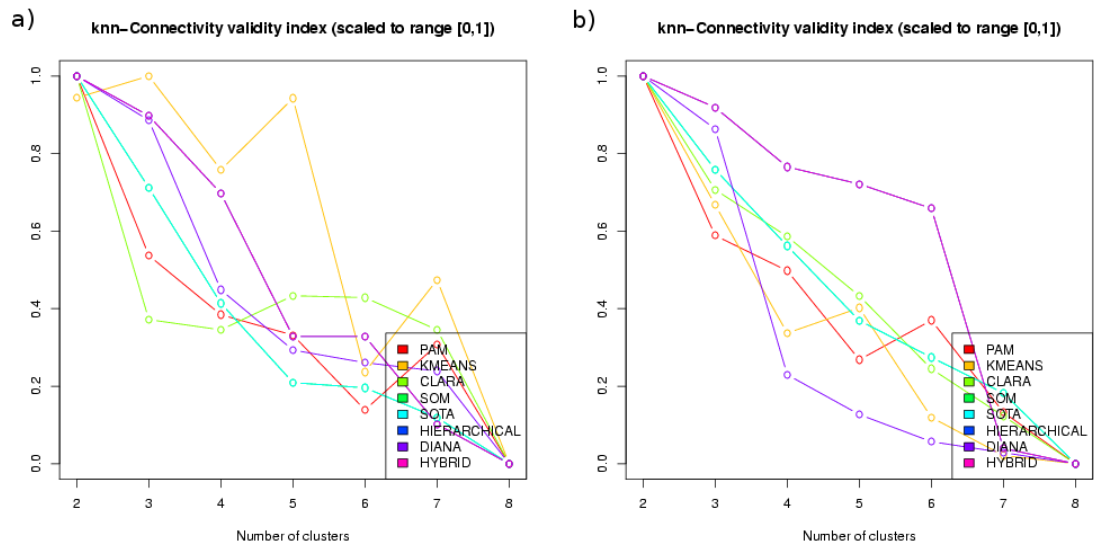 a)
knn-Connectivity validity index (scaled to range [0,1])
1.0
0.8
0.6
0.4
0.2
0.0
PAM
KMEANS
CLARA
SOM
SOTA
HIERARCHICAL
DIANA
HYBRID
2 3 4 5 6 7 8
Number of clusters
b)
knn-Connectivity validity index (scaled to range [0,1])
1.0
0.8
0.6
0.4
0.2
0.0
PAM
KMEANS
CLARA
SOM
SOTA
HIERARCHICAL
DIANA
HYBRID
2 3 4 5 6 7 8
Number of clusters